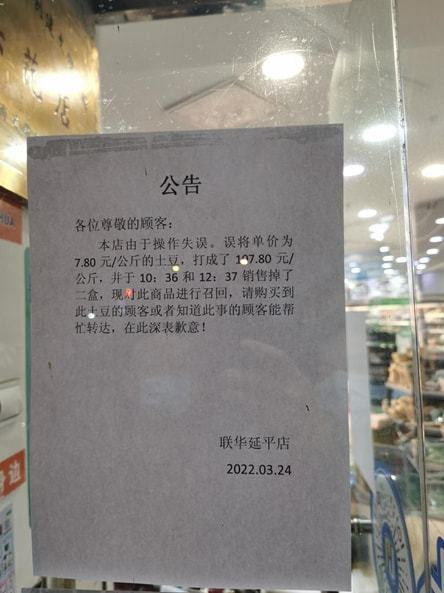 公告
各位尊敬的顾客：
本店由于操作失误。误将单价为
7.80 元/公斤的土豆，打成了 107.80 元/
公斤，并于 10：36 和 12：37 销售掉了
二盒，现对此商品进行召回，请购买到
此土豆的顾客或者知道此事的顾客能帮
忙转达，在此深表歉意！
联华延平店
2022.03.24